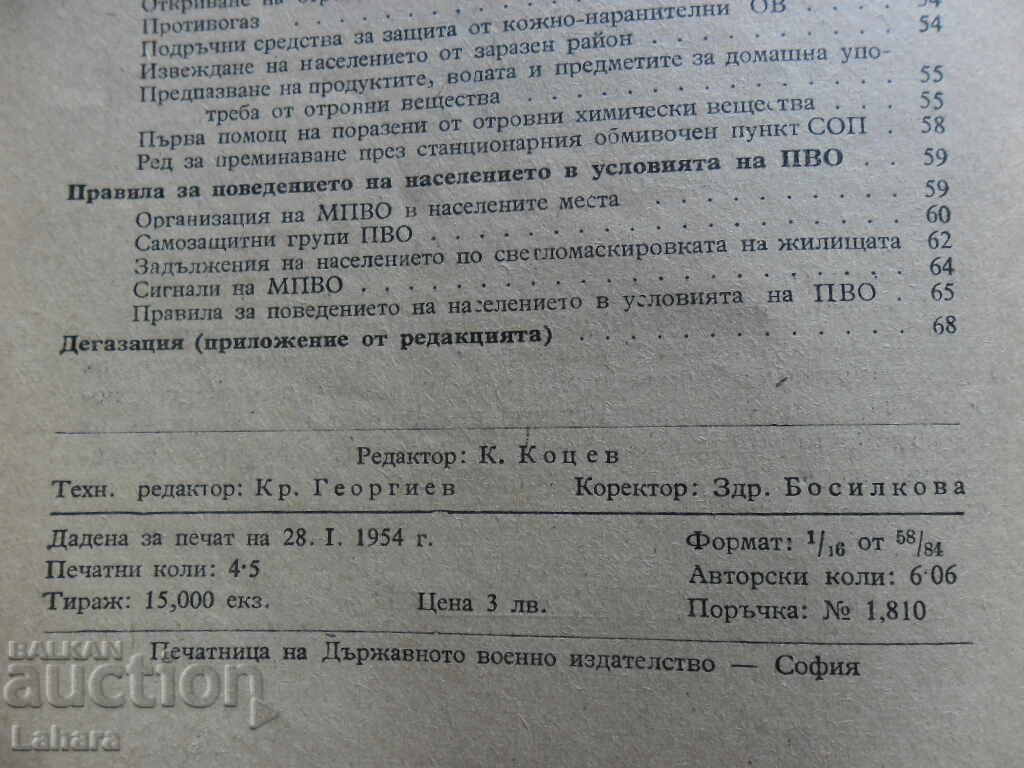 Откриване на
Противогаз . . . . . . . . 54
Подръчни средства за защита от кожно-наранителни ОВ . . 54
Извеждане на населението от заразен район . . . . . . .
Предпазване на продуктите, водата и предметите за домашна упо-
треба от отровни вещества . . . . . . . . . . . . 55
Първа помощ на поразени от отровни химически вещества . . . 55
Ред за преминаване през станционарния обмивочен пункт СОП . 58
Правила за поведението на населението в условията на ПВО . . 59
Организация на МПВО в населените места . . . . . . . . 59
Самозащитни групи ПВО . . . . . . . . . . . . . . 60
Задължения на населението по светломаскировката на жилищата 62
Сигнали на МПВО . . . . . . . . . . . . . . . . . 64
Правила за поведението на населението в условията на ПВО . 65
Дегазация (приложение от редакцията) . . . . . . . . . . 68
Редактор: К. Коцев
Техн. редактор: Кр. Георгиев Коректор: Здр. Босилкова
Дадена за печат на 28. I. 1954 г. Формат: 1/16 от 58/84
Печатни коли: 4·5 Авторски коли: 6·06
Тираж: 15,000 екз. Цена 3 лв. Поръчка: № 1,810
Печатница на Държавното военно издателство — София
BALKAN
auction
Lahara